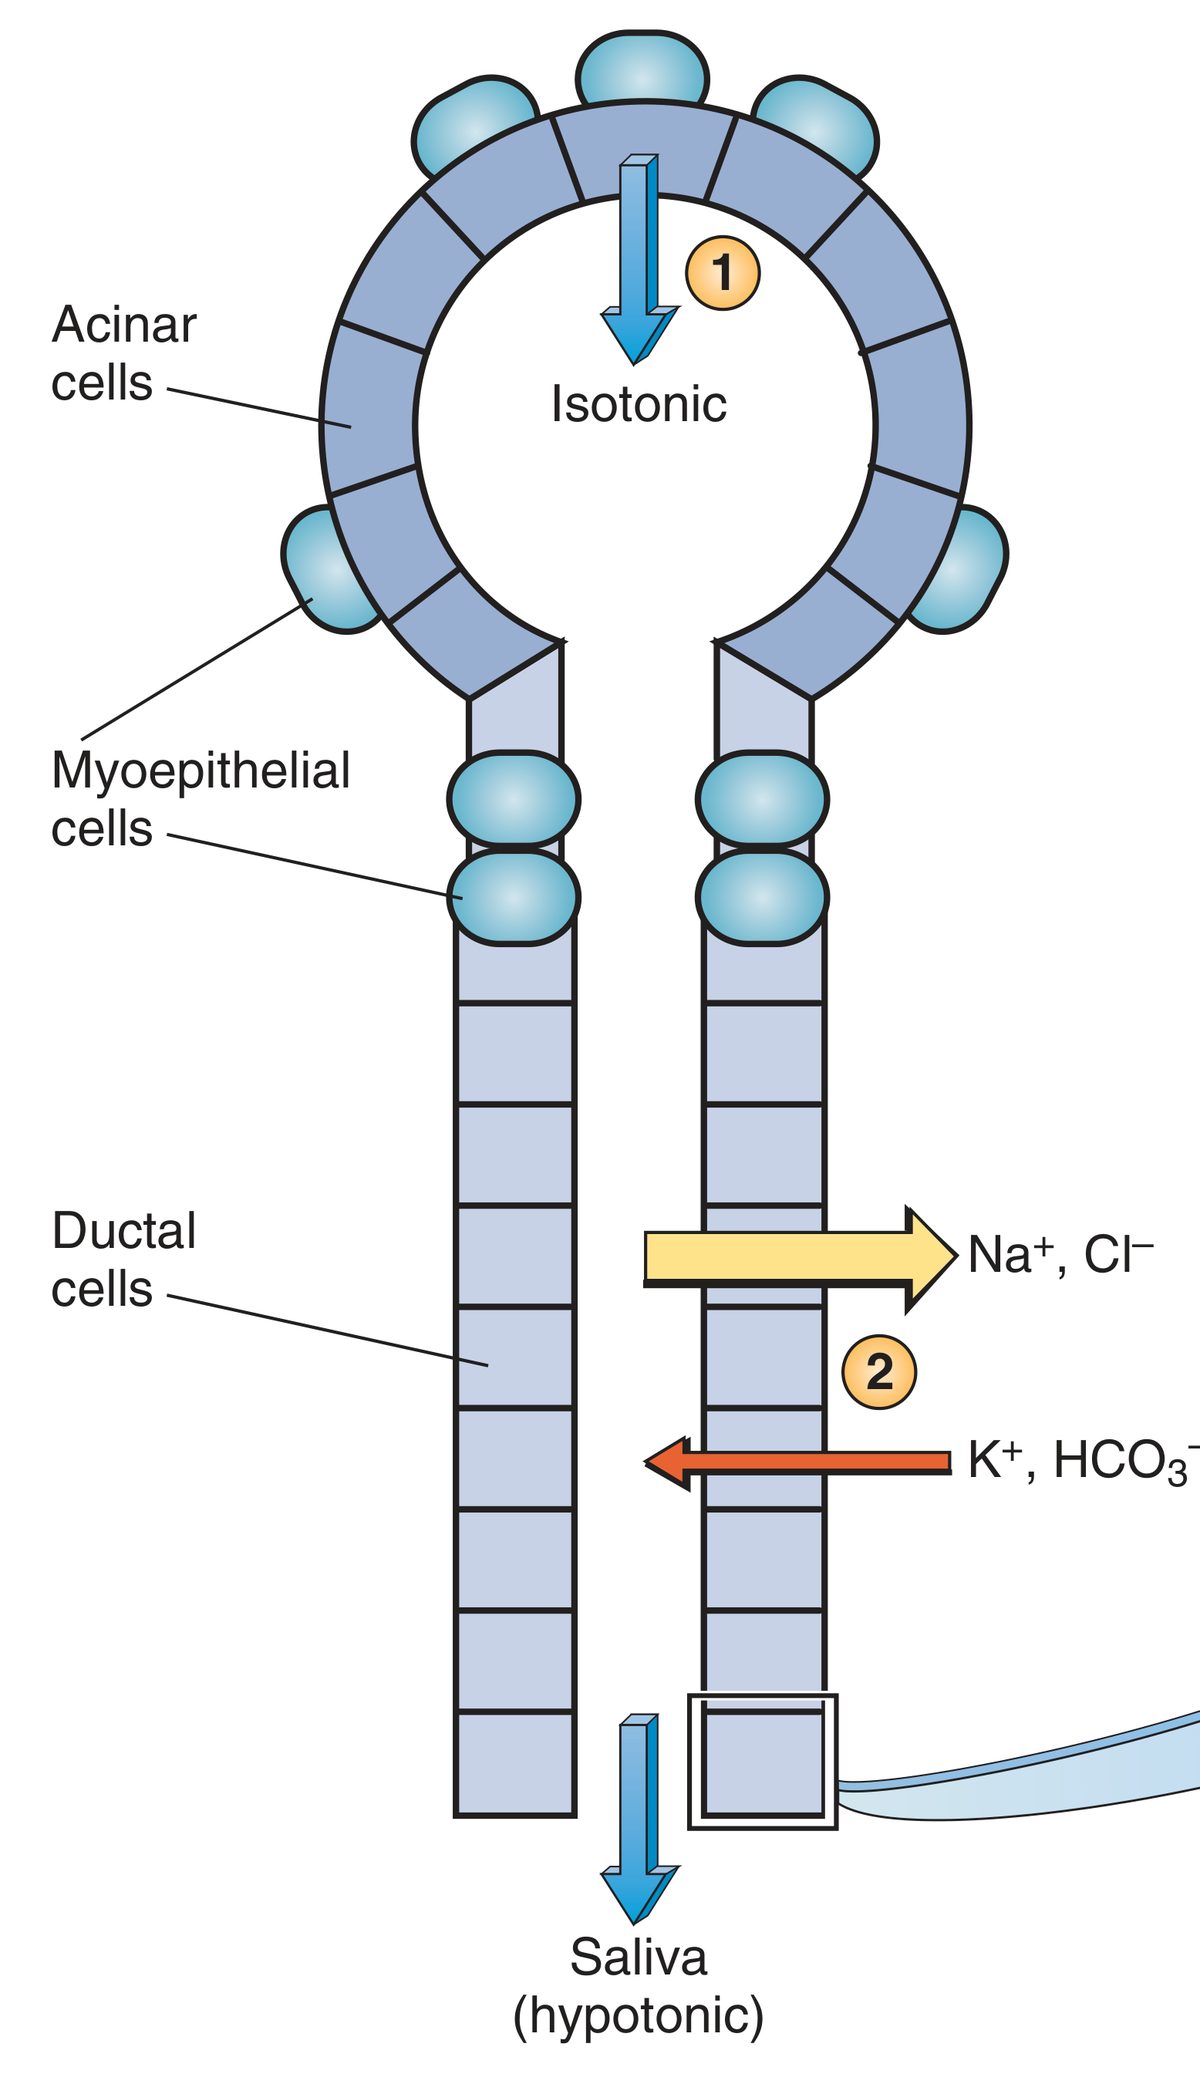 1
Acinar
cells
Isotonic
Myoepithelial
cells
Ductal
cells
Na⁺, Cl⁻
2
K⁺, HCO₃⁻
Saliva
(hypotonic)